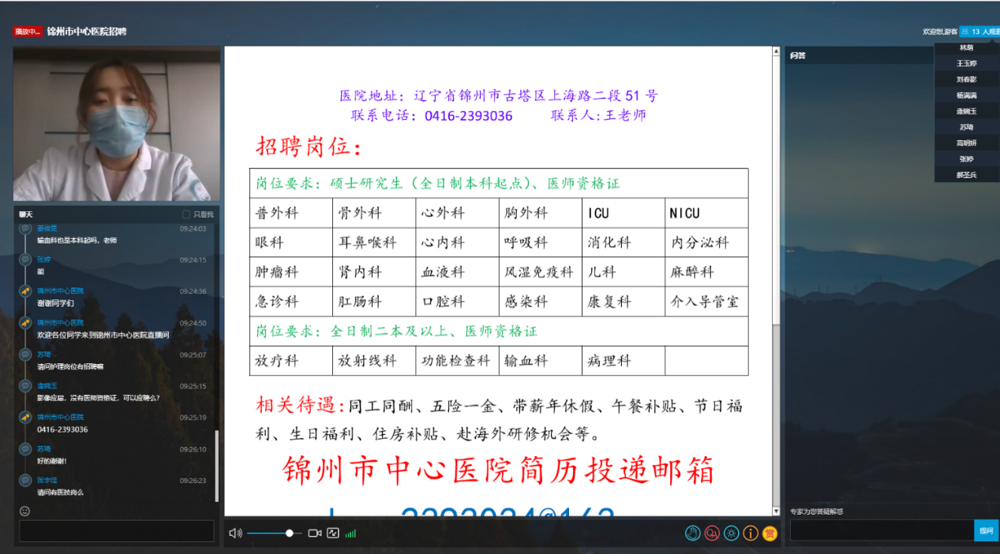 播放中...
锦州市中心医院招聘
欢迎您,游客
13 人观看
聊天
只看我
姜俊昆 09:24:03
输血科也是本科起吗，老师
张婷 09:24:15
能
锦州市中心医院 09:24:36
谢谢同学们
锦州市中心医院 09:24:50
欢迎各位同学来到锦州市中心医院直播间
苏琦 09:25:07
请问护理岗位有招聘嘛
逄婉玉 09:25:15
影像应届，没有医师资格证，可以应聘么?
锦州市中心医院 09:25:19
0416-2393036
苏琦 09:26:10
好的谢谢!
张宇佳 09:26:23
请问有医技岗么
医院地址：辽宁省锦州市古塔区上海路二段 51 号
联系电话：0416-2393036 联系人:王老师
招聘岗位：
岗位要求：硕士研究生（全日制本科起点）、医师资格证
普外科 骨外科 心外科 胸外科 ICU NICU
眼科 耳鼻喉科 心内科 呼吸科 消化科 内分泌科
肿瘤科 肾内科 血液科 风湿免疫科 儿科 麻醉科
急诊科 肛肠科 口腔科 感染科 康复科 介入导管室
岗位要求：全日制二本及以上、医师资格证
放疗科 放射线科 功能检查科 输血科 病理科
相关待遇:同工同酬、五险一金、带薪年休假、午餐补贴、节日福
利、生日福利、住房补贴、赴海外研修机会等。
锦州市中心医院简历投递邮箱
赏
问答
林萌
王玉婷
刘春影
杨满满
逄婉玉
苏琦
高明妍
张婷
郝圣兵
专家为您答疑解惑
提问